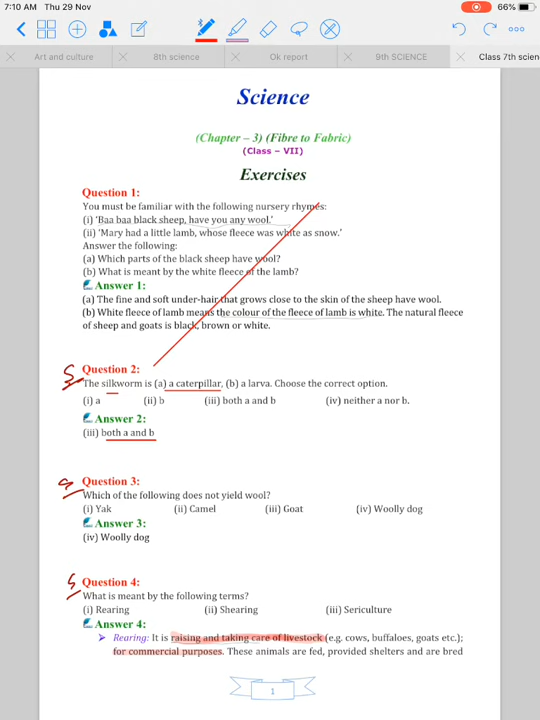 7:10 AM Thu 29 Nov 66%
Art and culture 8th science Ok report 9th SCIENCE Class 7th scien
Science
(Chapter – 3) (Fibre to Fabric)
(Class – VII)
Exercises
Question 1:
You must be familiar with the following nursery rhymes:
(i) ‘Baa baa black sheep, have you any wool.’
(ii) ‘Mary had a little lamb, whose fleece was white as snow.’
Answer the following:
(a) Which parts of the black sheep have wool?
(b) What is meant by the white fleece of the lamb?
Answer 1:
(a) The fine and soft under-hair that grows close to the skin of the sheep have wool.
(b) White fleece of lamb means the colour of the fleece of lamb is white. The natural fleece
of sheep and goats is black, brown or white.
Question 2:
The silkworm is (a) a caterpillar, (b) a larva. Choose the correct option.
(i) a (ii) b (iii) both a and b (iv) neither a nor b.
Answer 2:
(iii) both a and b
Question 3:
Which of the following does not yield wool?
(i) Yak (ii) Camel (iii) Goat (iv) Woolly dog
Answer 3:
(iv) Woolly dog
Question 4:
What is meant by the following terms?
(i) Rearing (ii) Shearing (iii) Sericulture
Answer 4:
Rearing: It is raising and taking care of livestock (e.g. cows, buffaloes, goats etc.);
for commercial purposes. These animals are fed, provided shelters and are bred
1